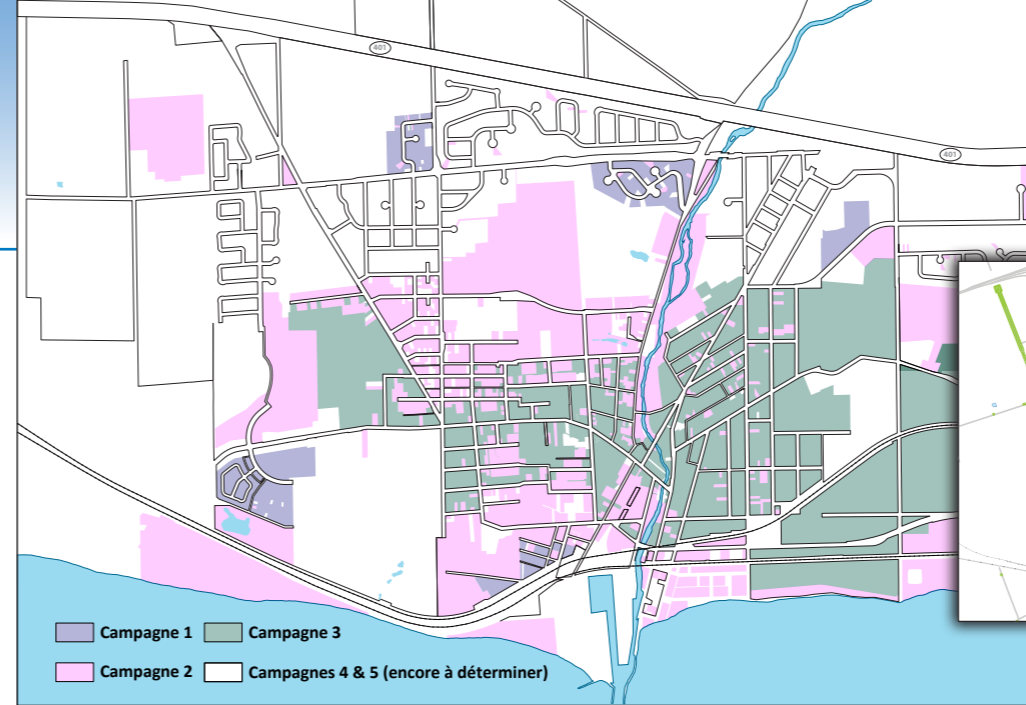 401
401
Campagne 1
Campagne 3
Campagne 2
Campagnes 4 & 5 (encore à déterminer)